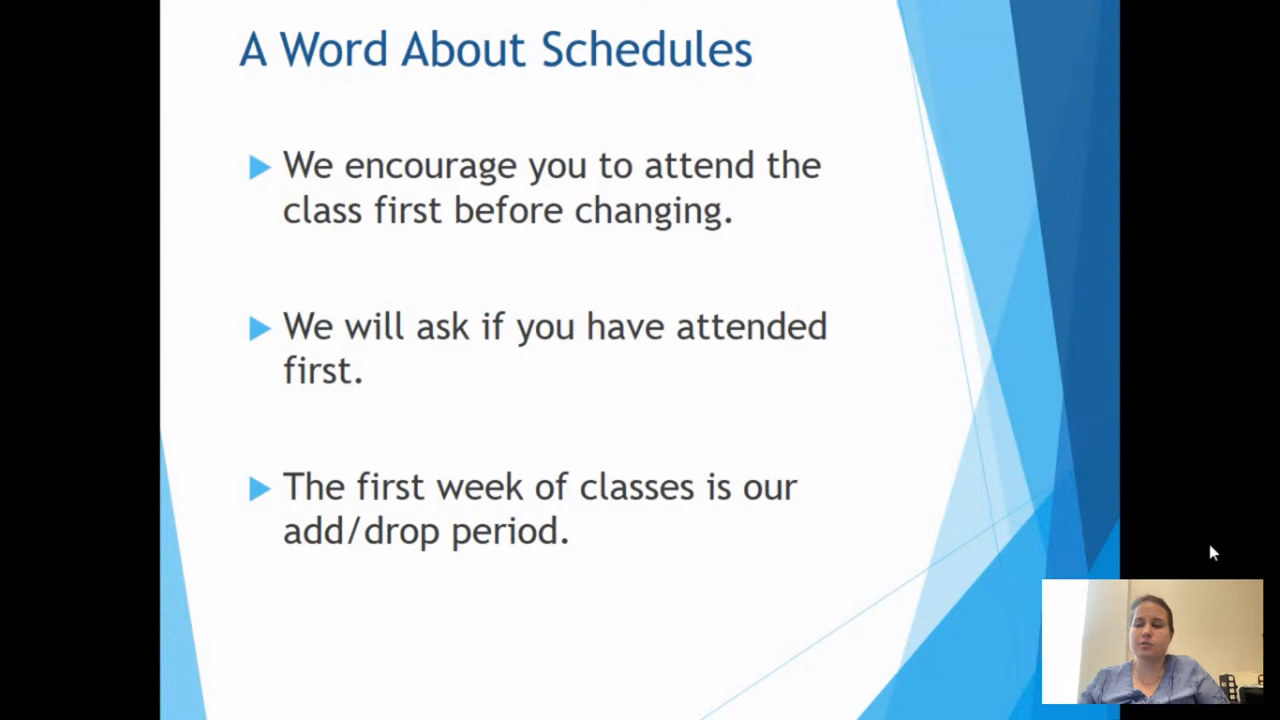 A Word About Schedules
We encourage you to attend the
class first before changing.
We will ask if you have attended
first.
The first week of classes is our
add/drop period.